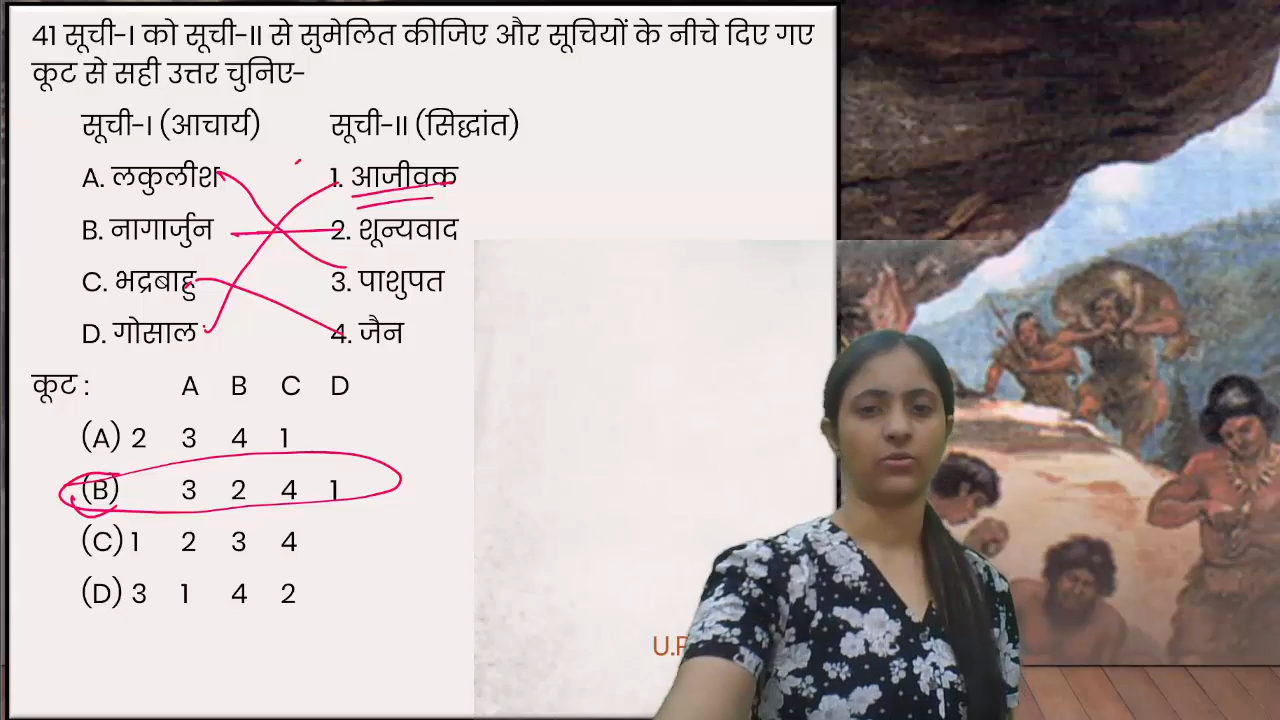 41 सूची-I को सूची-II से सुमेलित कीजिए और सूचियों के नीचे दिए गए
कूट से सही उत्तर चुनिए-
सूची-I (आचार्य) सूची-II (सिद्धांत)
A. लकुलीश 1. आजीवक
B. नागार्जुन 2. शून्यवाद
C. भद्रबाहु 3. पाशुपत
D. गोसाल 4. जैन
कूट : A B C D
(A) 2 3 4 1
(B) 3 2 4 1
(C) 1 2 3 4
(D) 3 1 4 2